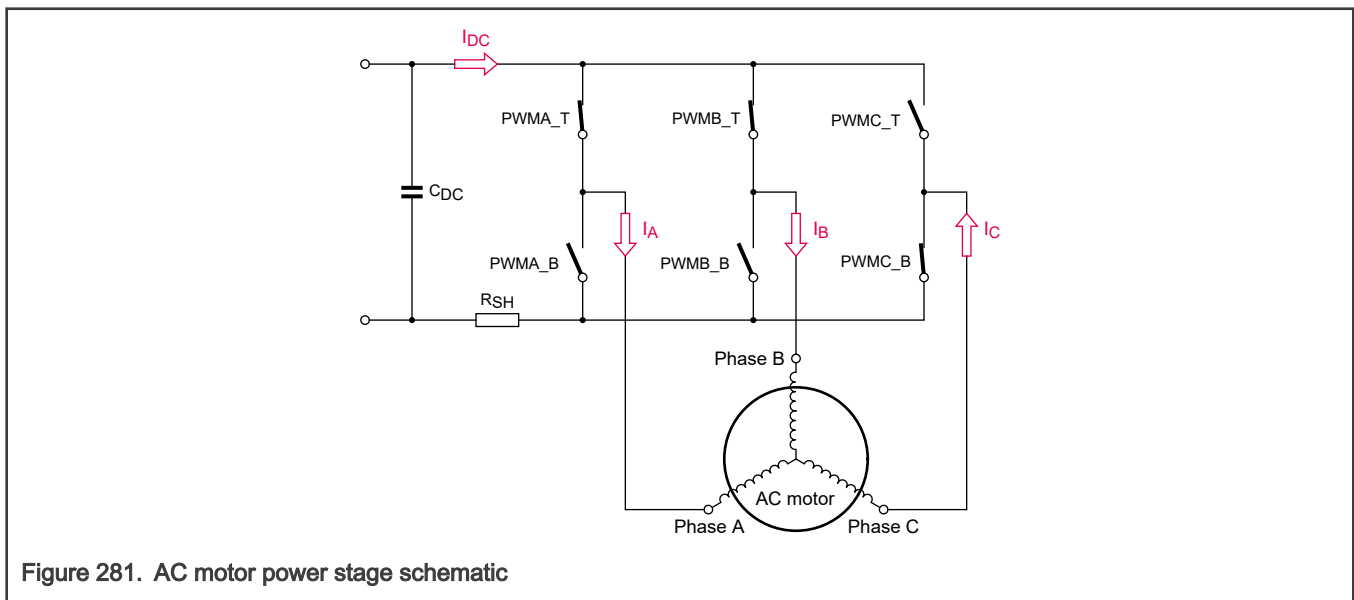 IDC
PWMA_T
PWMB_T
PWMC_T
CDC
IA
IB
IC
PWMA_B
PWMB_B
PWMC_B
RSH
Phase B
AC motor
Phase A
Phase C
Figure 281. AC motor power stage schematic